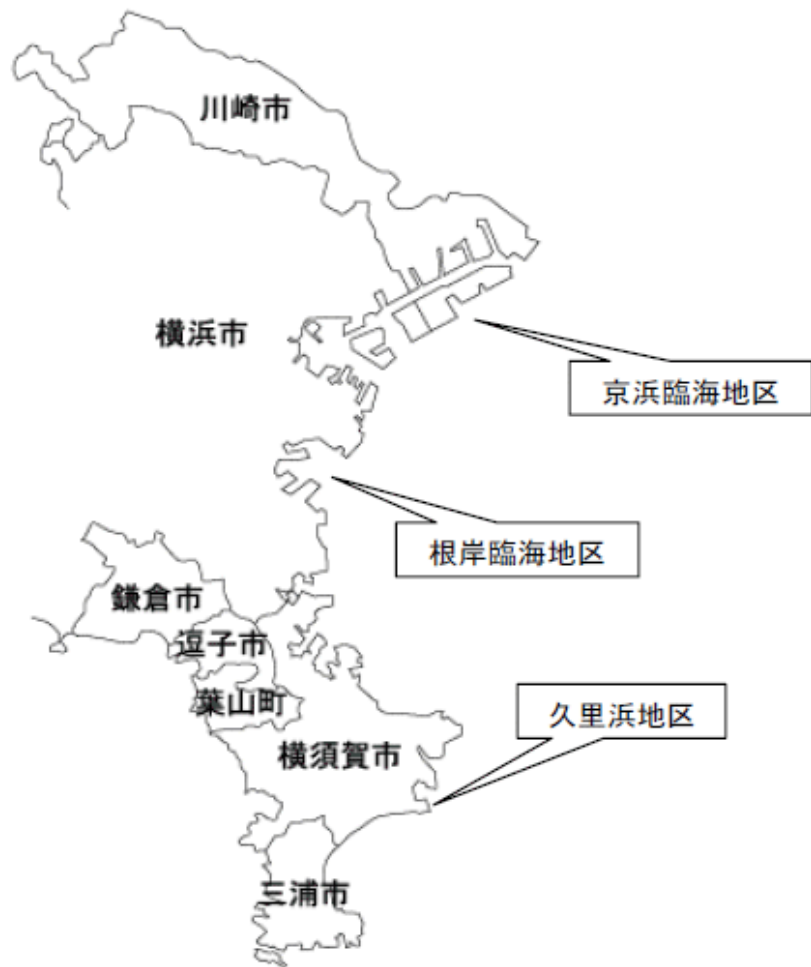 川崎市
横浜市
京浜臨海地区
根岸臨海地区
鎌倉市
逗子市
葉山町
久里浜地区
横須賀市
三浦市